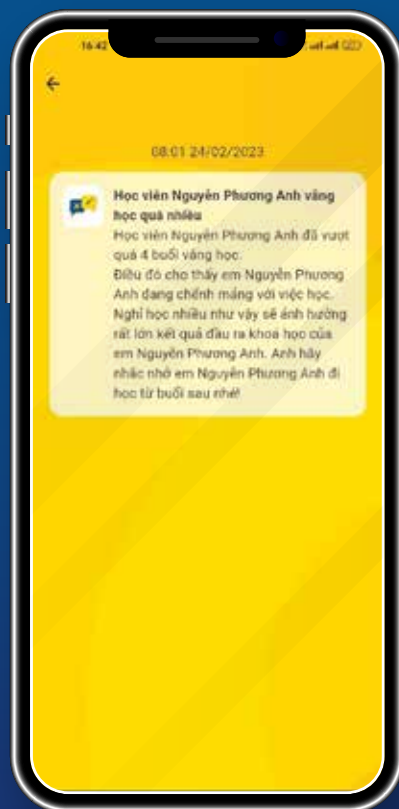 16:42
08:01 24/02/2023
Học viên Nguyễn Phương Anh vắng
học quá nhiều
Học viên Nguyễn Phương Anh đã vượt
quá 4 buổi vắng học.
Điều đó cho thấy em Nguyễn Phương
Anh đang chểnh mảng với việc học.
Nghỉ học nhiều như vậy sẽ ảnh hưởng
rất lớn kết quả đầu ra khoa học của
em Nguyễn Phương Anh. Anh hãy
nhắc nhở em Nguyễn Phương Anh đi
học từ buổi sau nhé!